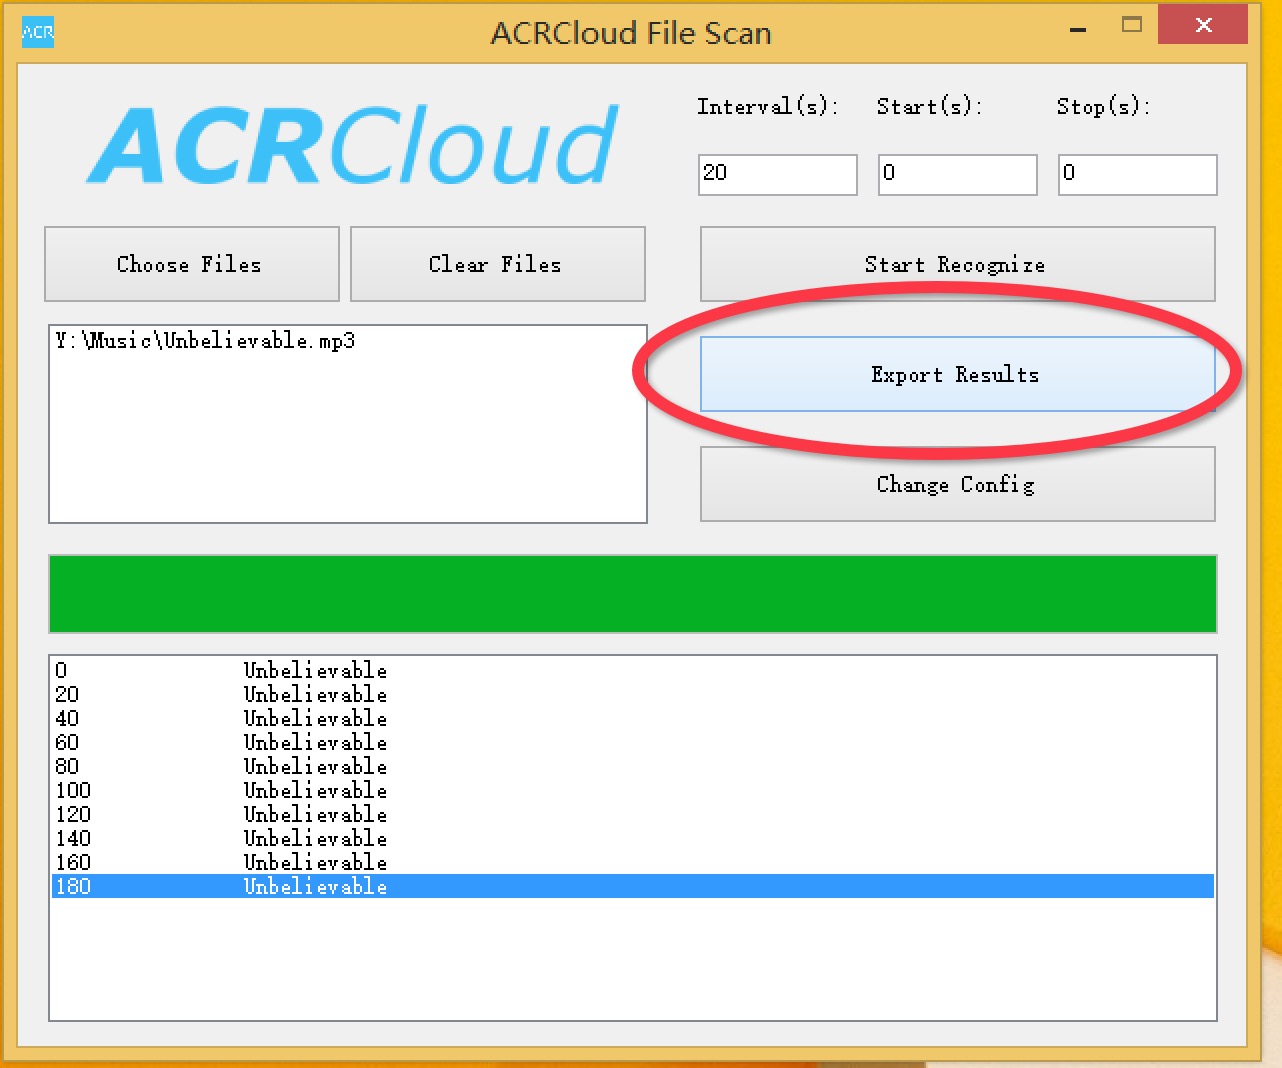 ACR
ACRCloud File Scan
ACRCloud
Interval(s): Start(s): Stop(s):
20 0 0
Choose Files Clear Files Start Recognize
Y:\Music\Unbelievable.mp3
Export Results
Change Config
0 Unbelievable
20 Unbelievable
40 Unbelievable
60 Unbelievable
80 Unbelievable
100 Unbelievable
120 Unbelievable
140 Unbelievable
160 Unbelievable
180 Unbelievable